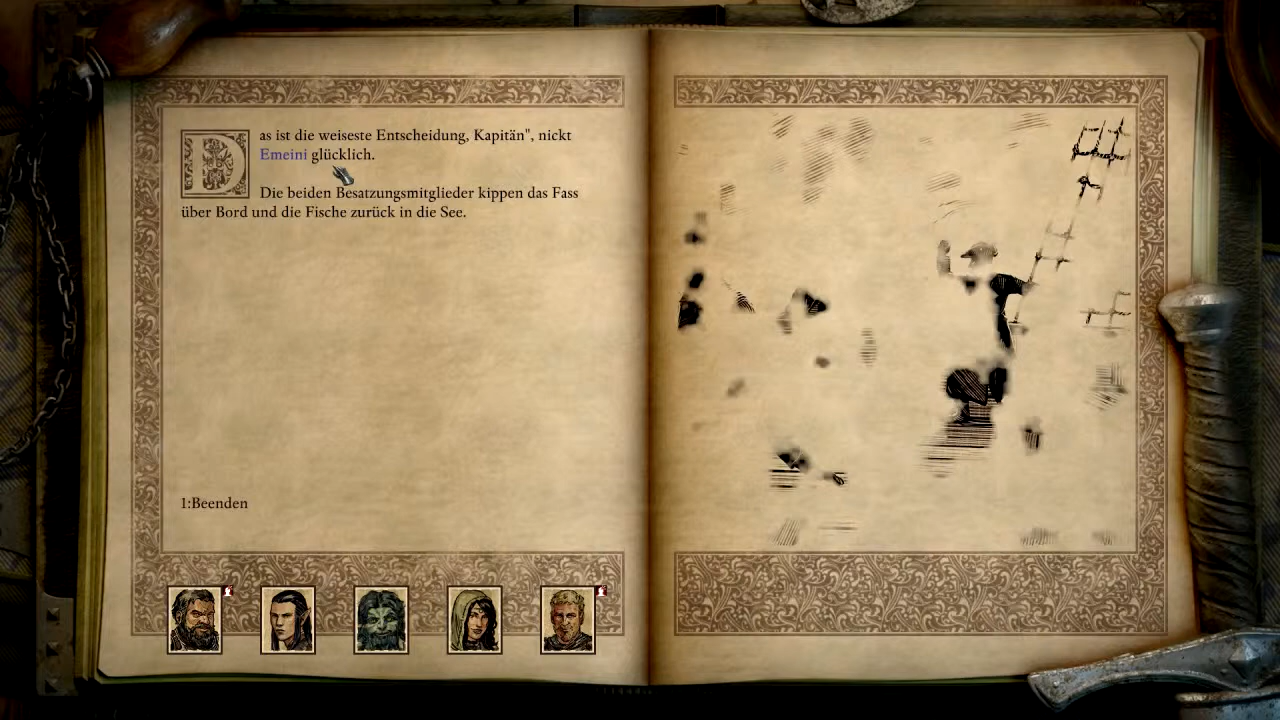 Das ist die weiseste Entscheidung, Kapitän", nickt
Emeini glücklich.
Die beiden Besatzungsmitglieder kippen das Fass
über Bord und die Fische zurück in die See.
1:Beenden